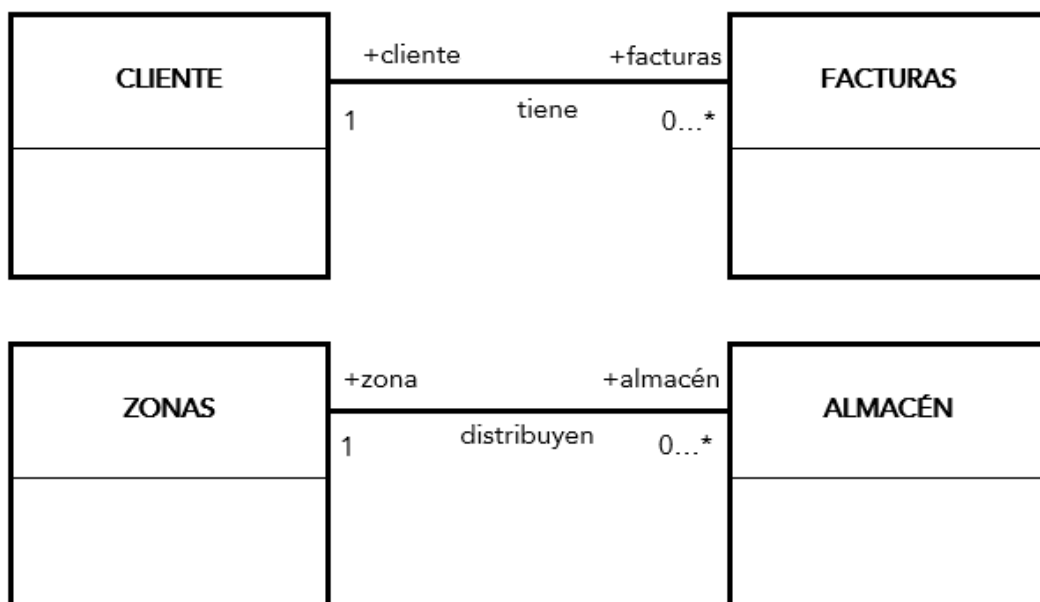 CLIENTE
+cliente
+facturas
FACTURAS
1
tiene
0...*
ZONAS
+zona
+almacén
ALMACÉN
1
distribuyen
0...*